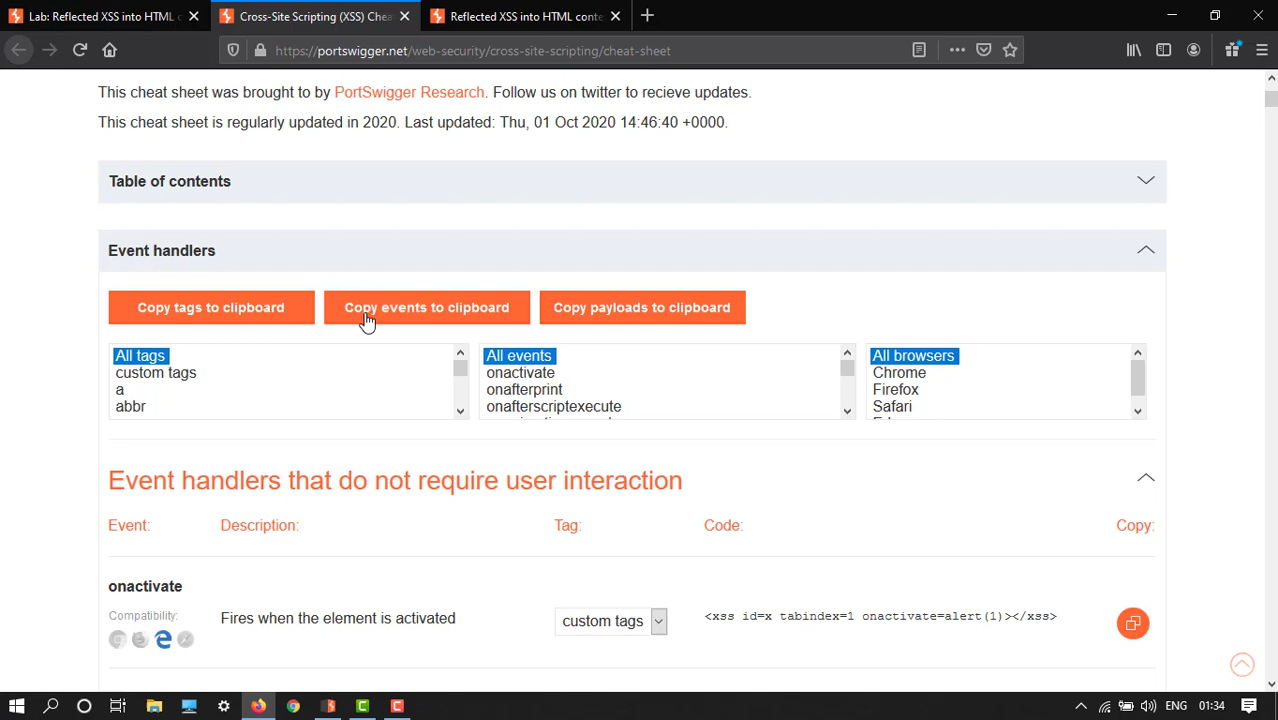 Lab: Reflected XSS into HTML c
Cross-Site Scripting (XSS) Chea
Reflected XSS into HTML conte
https://portswigger.net/web-security/cross-site-scripting/cheat-sheet
This cheat sheet was brought to by PortSwigger Research. Follow us on twitter to recieve updates.
This cheat sheet is regularly updated in 2020. Last updated: Thu, 01 Oct 2020 14:46:40 +0000.
Table of contents
Event handlers
Copy tags to clipboard
Copy events to clipboard
Copy payloads to clipboard
All tags
custom tags
a
abbr
All events
onactivate
onafterprint
onafterscriptexecute
All browsers
Chrome
Firefox
Safari
Event handlers that do not require user interaction
Event: Description: Tag: Code: Copy:
onactivate
Compatibility:
Fires when the element is activated
custom tags
<xss id=x tabindex=1 onactivate=alert(1)></xss>
ENG 01:34